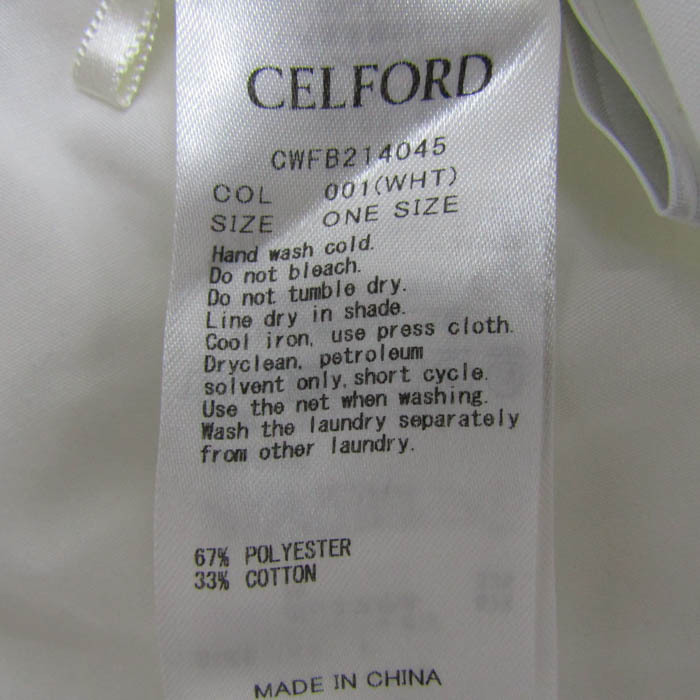 CELFORD
CWFB214045
COL 001(WHT)
SIZE ONE SIZE
Hand wash cold.
Do not bleach.
Do not tumble dry.
Line dry in shade.
Cool iron, use press cloth.
Dryclean, petroleum
solvent only, short cycle.
Use the net when washing.
Wash the laundry separately
from other laundry.
67% POLYESTER
33% COTTON
MADE IN CHINA